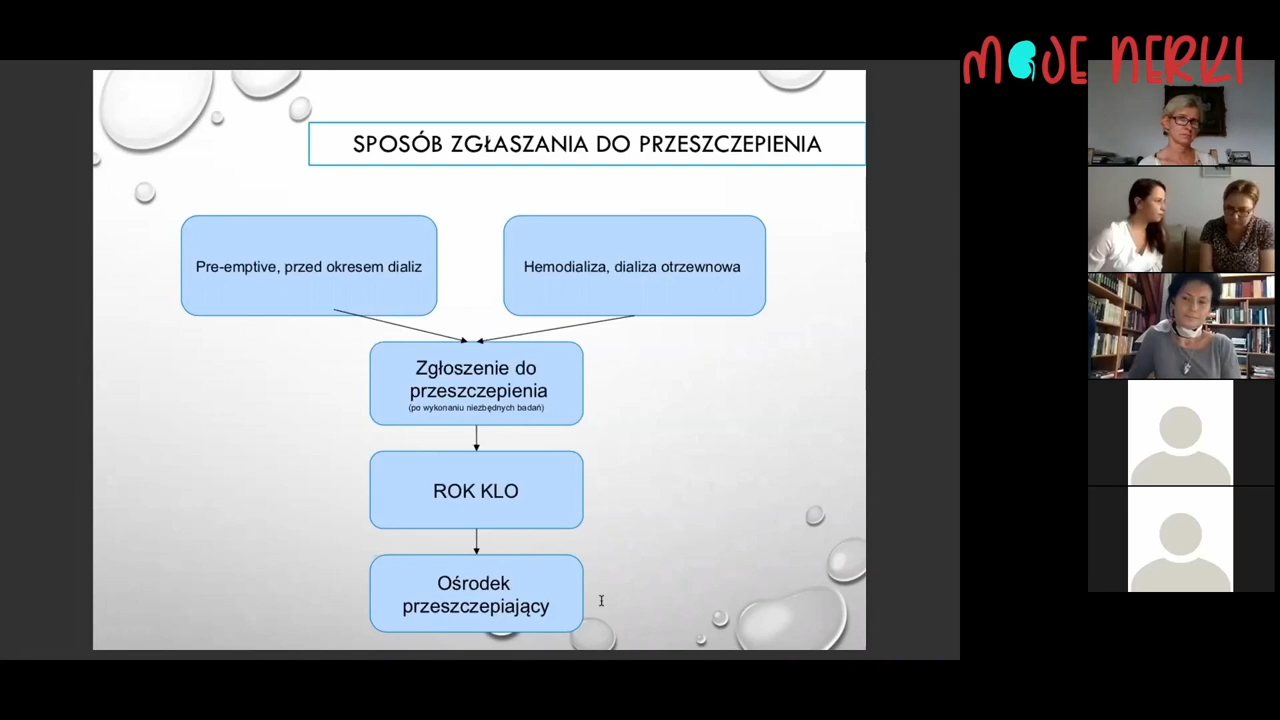 MOJE NERKI
SPOSÓB ZGŁASZANIA DO PRZESZCZEPIENIA
Pre-emptive, przed okresem dializ
Hemodializa, dializa otrzewnowa
Zgłoszenie do
przeszczepienia
(po wykonaniu niezbędnych badań)
ROK KLO
Ośrodek
przeszczepiający